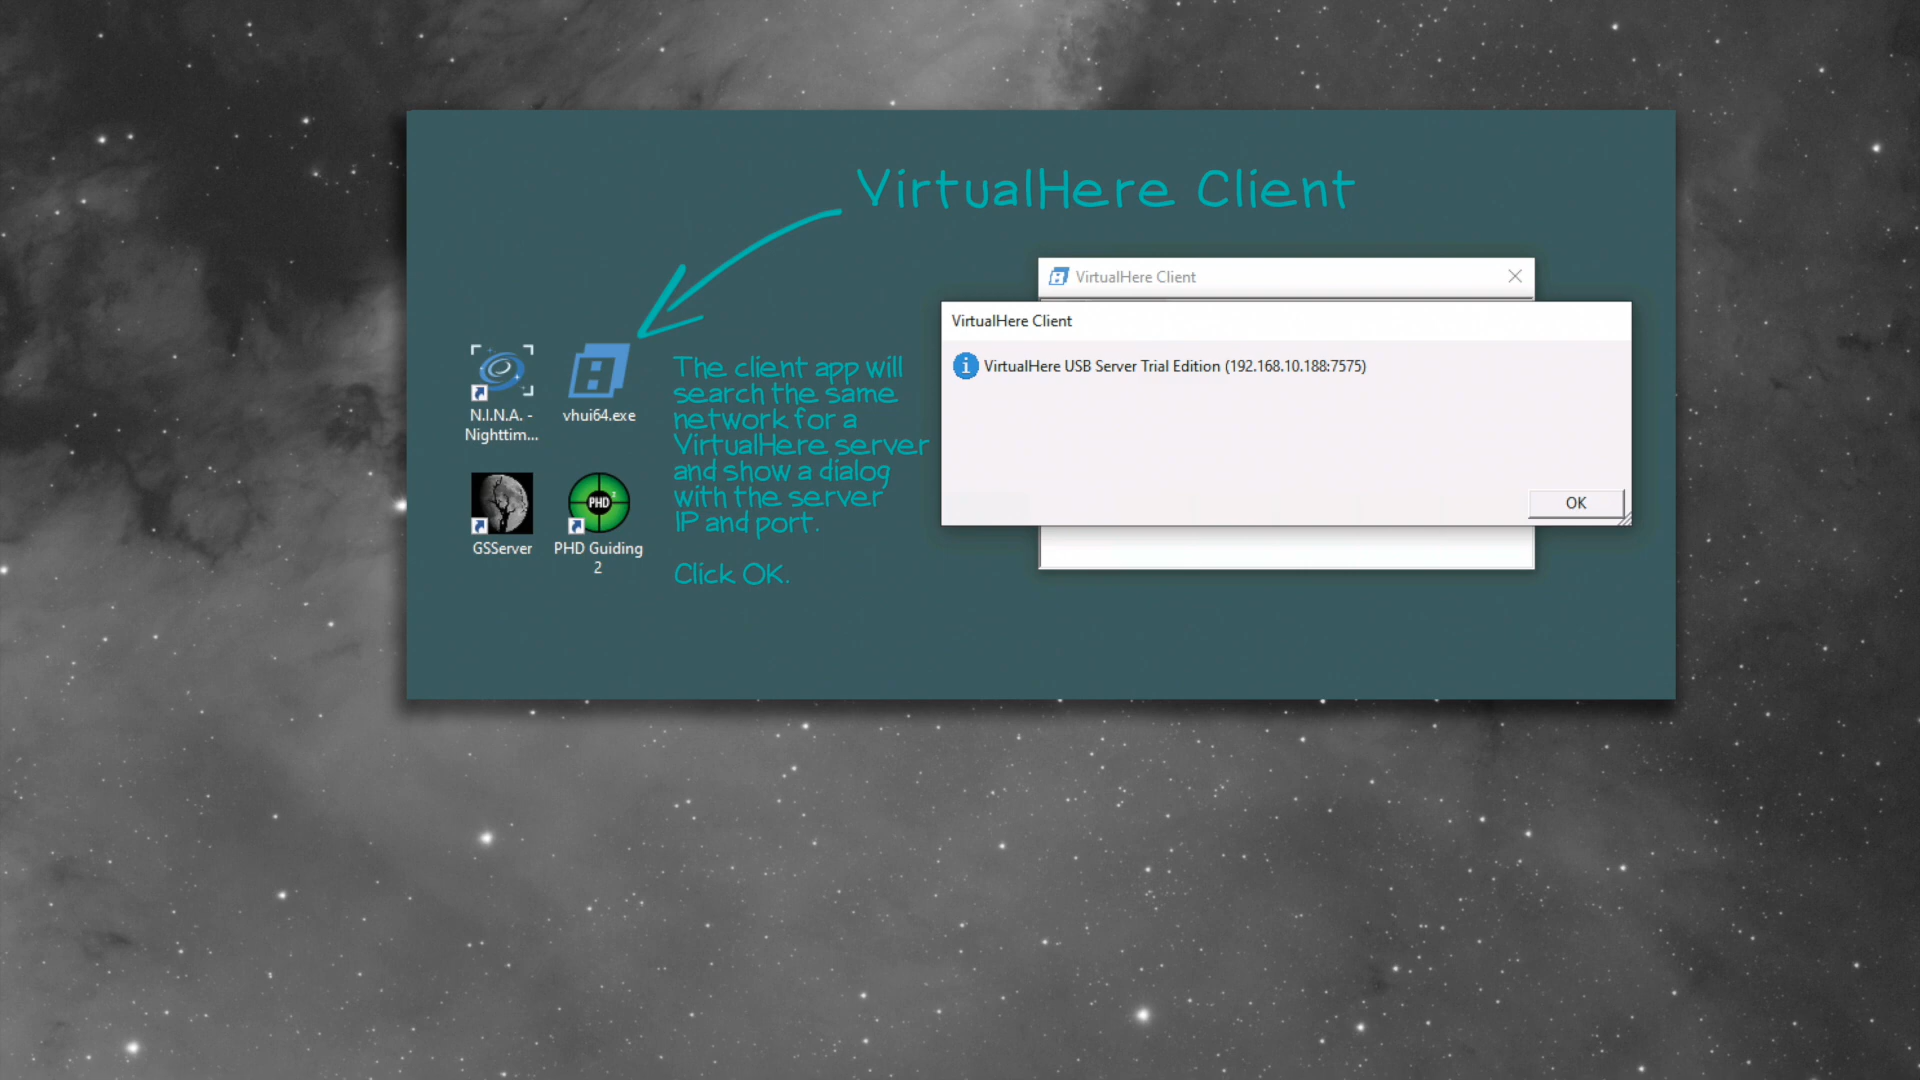 VirtualHere Client
VirtualHere Client
VirtualHere Client
VirtualHere USB Server Trial Edition (192.168.10.188:7575)
OK
N.I.N.A. -
Nighttim...
vhui64.exe
GSServer
PHD
2
PHD Guiding
2
The client app will
search the same
network for a
VirtualHere server
and show a dialog
with the server
IP and port.
Click OK.